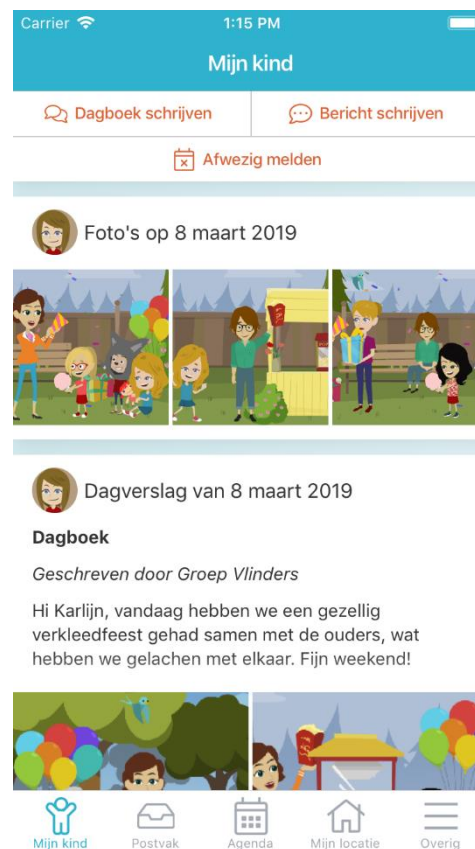 Carrier 1:15 PM
Mijn kind
Dagboek schrijven Bericht schrijven
Afwezig melden
Foto's op 8 maart 2019
Dagverslag van 8 maart 2019
Dagboek
Geschreven door Groep Vlinders
Hi Karlijn, vandaag hebben we een gezellig
verkleedfeest gehad samen met de ouders, wat
hebben we gelachen met elkaar. Fijn weekend!
Mijn kind Postvak Agenda Mijn locatie Overig